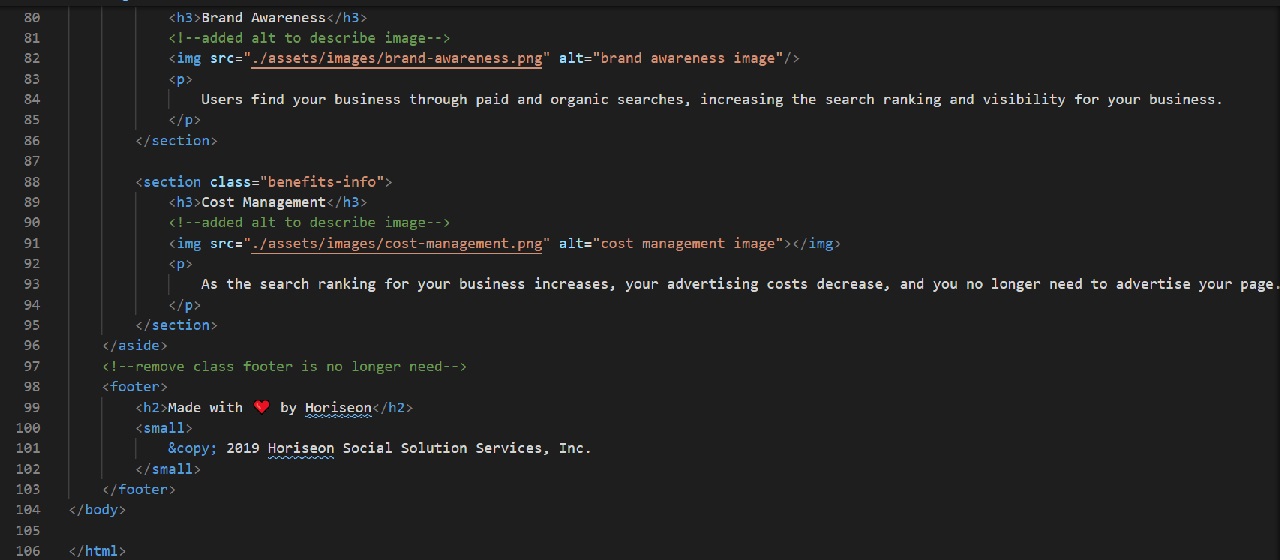 80 <h3>Brand Awareness</h3>
81 <!--added alt to describe image-->
82 <img src="./assets/images/brand-awareness.png" alt="brand awareness image"/>
83 <p>
84 Users find your business through paid and organic searches, increasing the search ranking and visibility for your business.
85 </p>
86 </section>
87
88 <section class="benefits-info">
89 <h3>Cost Management</h3>
90 <!--added alt to describe image-->
91 <img src="./assets/images/cost-management.png" alt="cost management image"></img>
92 <p>
93 As the search ranking for your business increases, your advertising costs decrease, and you no longer need to advertise your page.
94 </p>
95 </section>
96 </aside>
97 <!--remove class footer is no longer need-->
98 <footer>
99 <h2>Made with ❤️ by Horiseon</h2>
100 <small>
101 &copy; 2019 Horiseon Social Solution Services, Inc.
102 </small>
103 </footer>
104 </body>
105
106 </html>